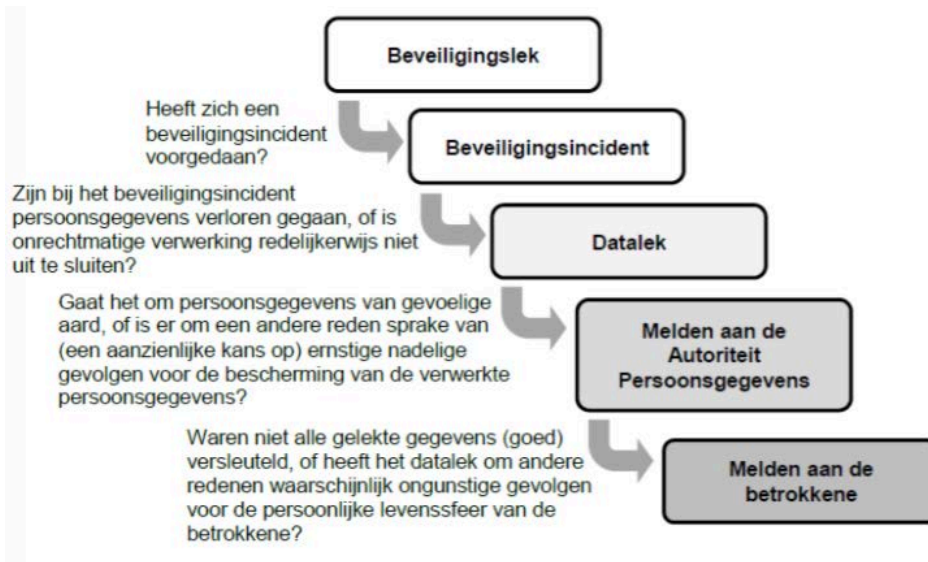 Beveiligingslek
Heeft zich een
beveiligingsincident
voorgedaan?
Beveiligingsincident
Zijn bij het beveiligingsincident
persoonsgegevens verloren gegaan, of is
onrechtmatige verwerking redelijkerwijs niet
uit te sluiten?
Datalek
Gaat het om persoonsgegevens van gevoelige
aard, of is er om een andere reden sprake van
(een aanzienlijke kans op) ernstige nadelige
gevolgen voor de bescherming van de verwerkte
persoonsgegevens?
Melden aan de
Autoriteit
Persoonsgegevens
Waren niet alle gelekte gegevens (goed)
versleuteld, of heeft het datalek om andere
redenen waarschijnlijk ongunstige gevolgen
voor de persoonlijke levenssfeer van de
betrokkene?
Melden aan de
betrokkene